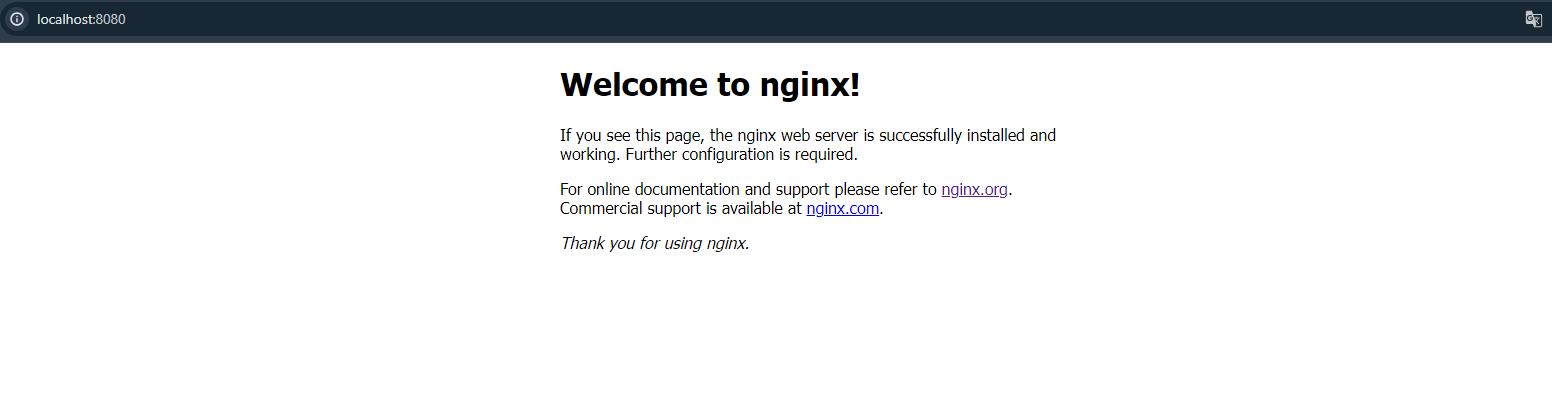 localhost:8080
Welcome to nginx!
If you see this page, the nginx web server is successfully installed and
working. Further configuration is required.
For online documentation and support please refer to nginx.org.
Commercial support is available at nginx.com.
Thank you for using nginx.